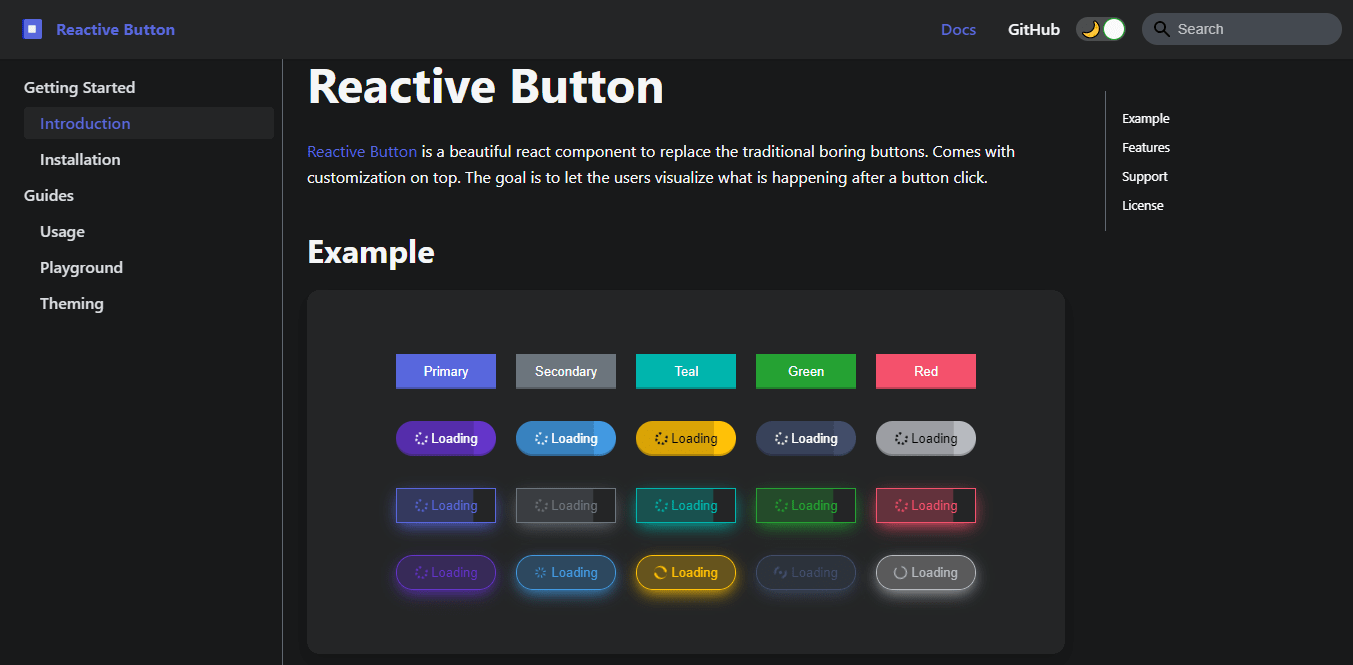 Reactive Button
Docs
GitHub
Search
Getting Started
Introduction
Installation
Guides
Usage
Playground
Theming
Reactive Button
Reactive Button is a beautiful react component to replace the traditional boring buttons. Comes with
customization on top. The goal is to let the users visualize what is happening after a button click.
Example
Primary Secondary Teal Green Red
Loading Loading Loading Loading Loading
Loading Loading Loading Loading Loading
Loading Loading Loading Loading Loading
Example
Features
Support
License